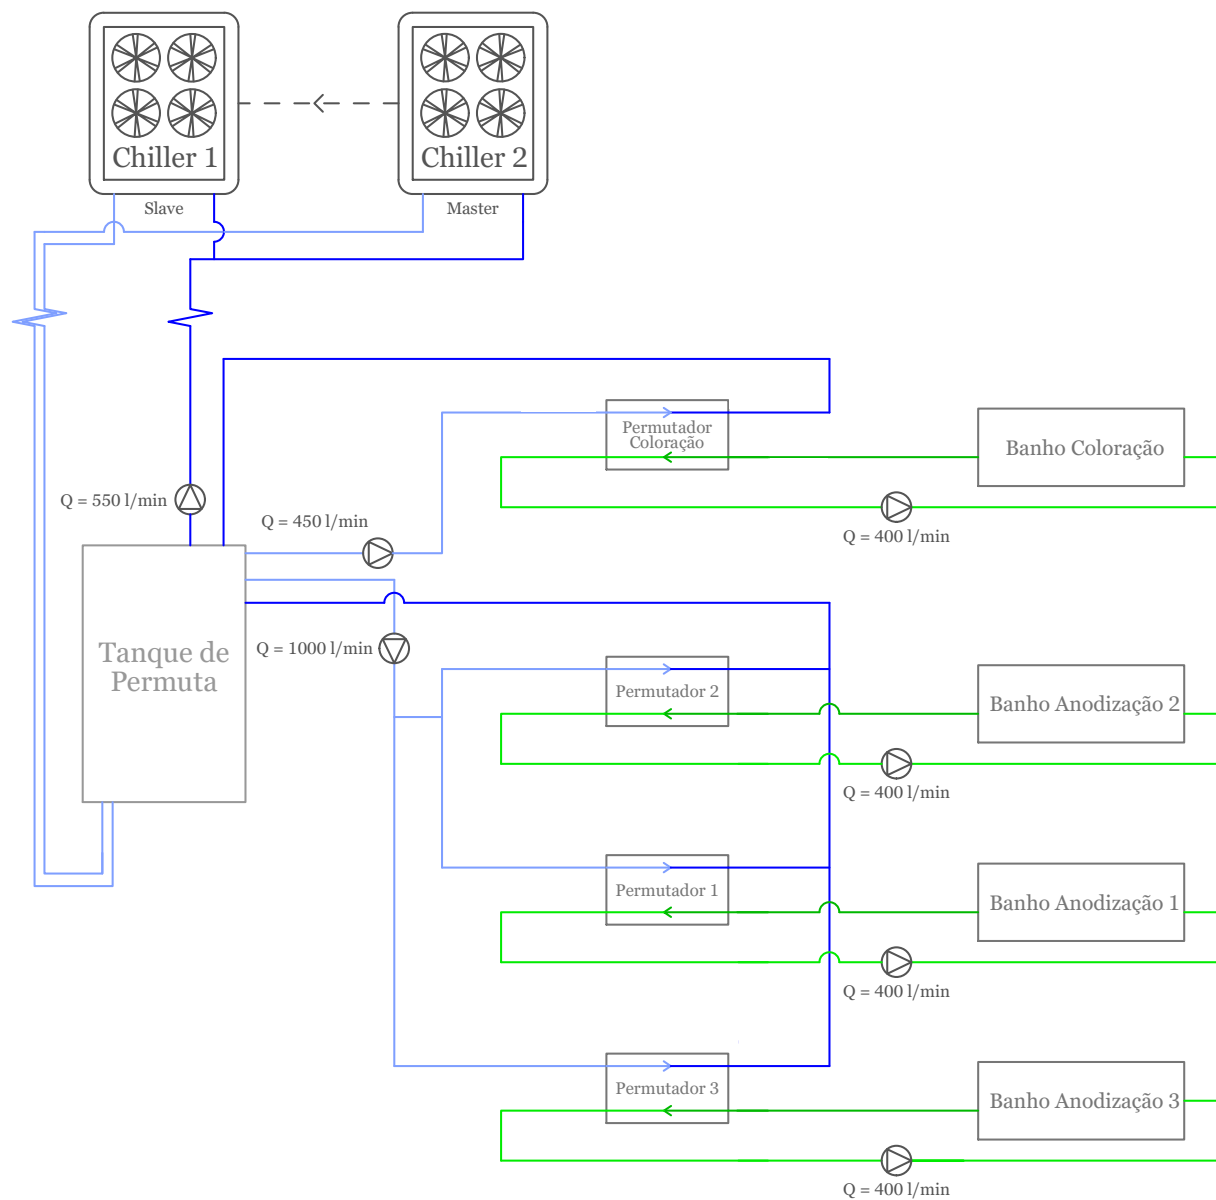 Chiller 1
Chiller 2
Slave
Master
Permutador
Coloração
Banho Coloração
Q = 550 l/min
Q = 450 l/min
Q = 400 l/min
Tanque de
Permuta
Q = 1000 l/min
Permutador 2
Banho Anodização 2
Q = 400 l/min
Permutador 1
Banho Anodização 1
Q = 400 l/min
Permutador 3
Banho Anodização 3
Q = 400 l/min